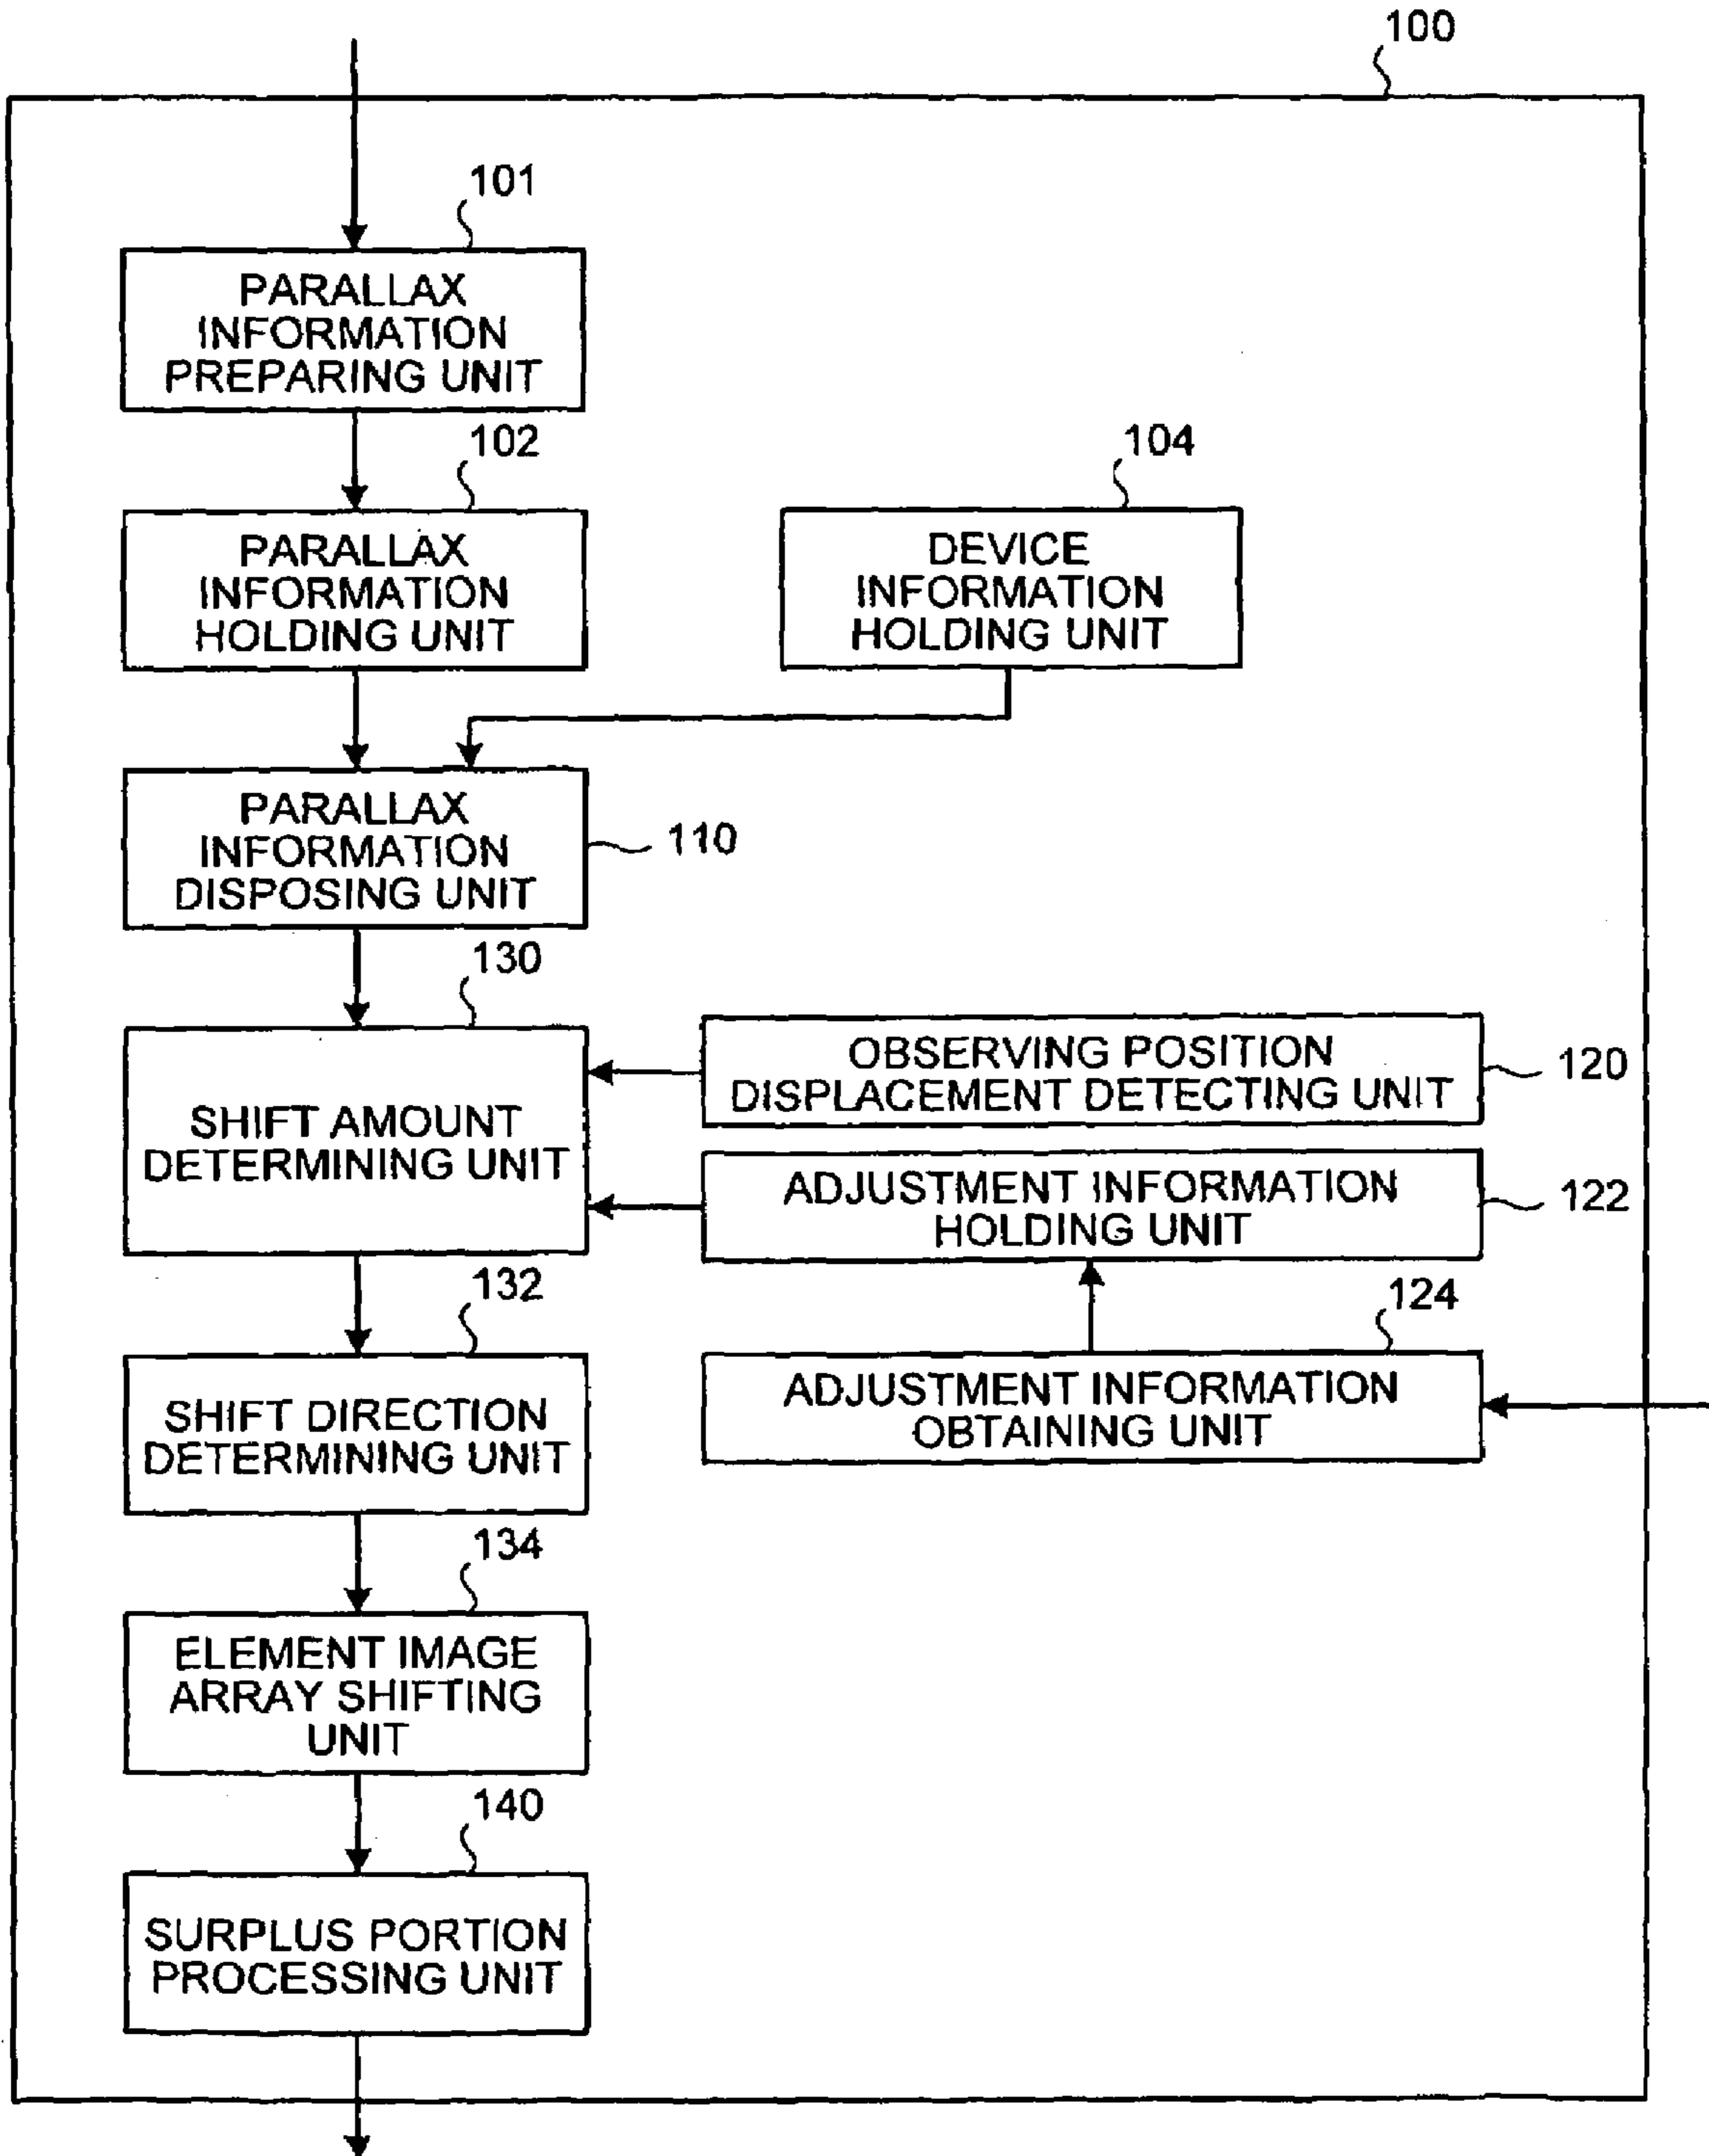 100
101
PARALLAX
INFORMATION
PREPARING UNIT
102
PARALLAX
INFORMATION
HOLDING UNIT
104
DEVICE
INFORMATION
HOLDING UNIT
PARALLAX
INFORMATION
DISPOSING UNIT
110
130
SHIFT AMOUNT
DETERMINING UNIT
OBSERVING POSITION
DISPLACEMENT DETECTING UNIT
120
ADJUSTMENT INFORMATION
HOLDING UNIT
122
132
SHIFT DIRECTION
DETERMINING UNIT
124
ADJUSTMENT INFORMATION
OBTAINING UNIT
134
ELEMENT IMAGE
ARRAY SHIFTING
UNIT
140
SURPLUS PORTION
PROCESSING UNIT